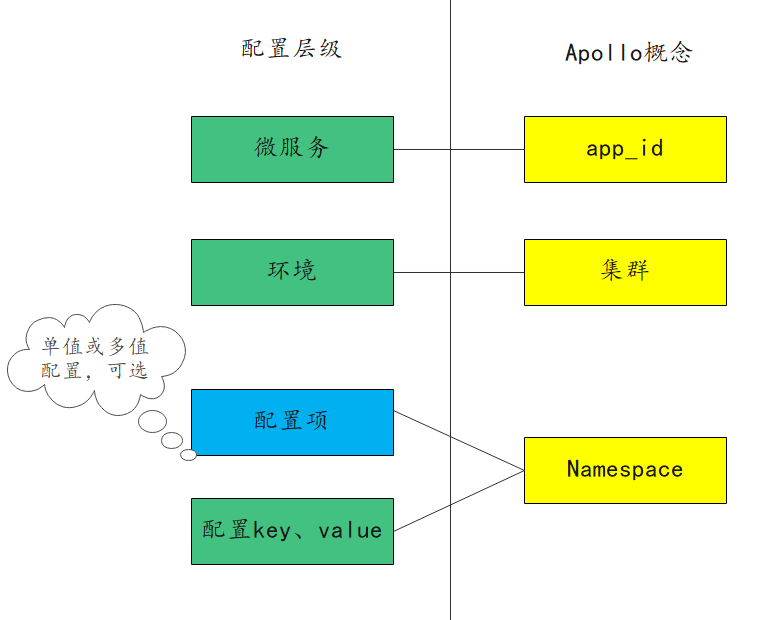 配置层级
Apollo概念
微服务
app_id
环境
集群
单值或多值
配置，可选
配置项
Namespace
配置key、value